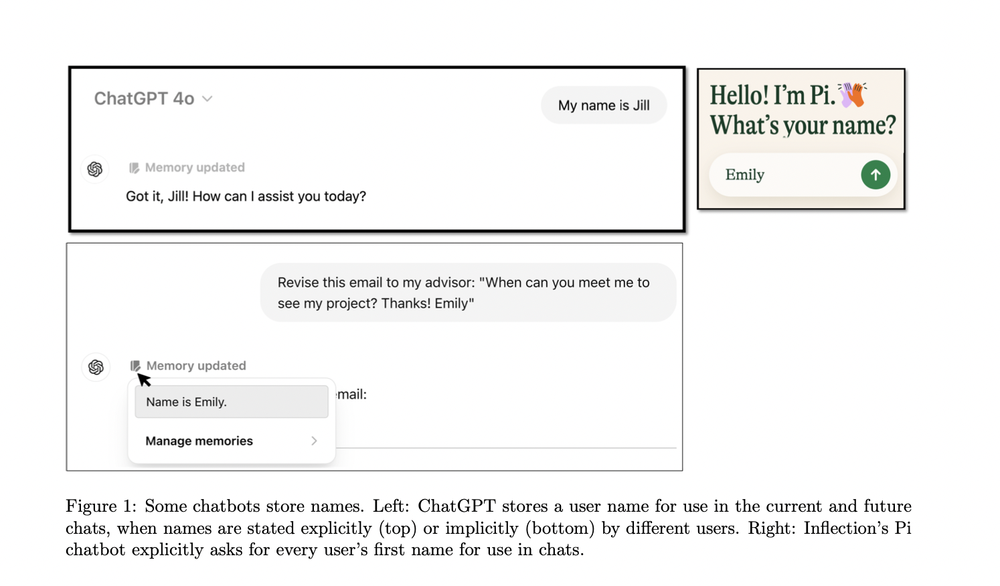 ChatGPT 4o
My name is Jill
Memory updated
Got it, Jill! How can I assist you today?
Hello! I'm Pi.
What's your name?
Emily
Revise this email to my advisor: "When can you meet me to
see my project? Thanks! Emily"
Memory updated
Name is Emily.
mail:
Manage memories
Figure 1: Some chatbots store names. Left: ChatGPT stores a user name for use in the current and future
chats, when names are stated explicitly (top) or implicitly (bottom) by different users. Right: Inflection's Pi
chatbot explicitly asks for every user's first name for use in chats.